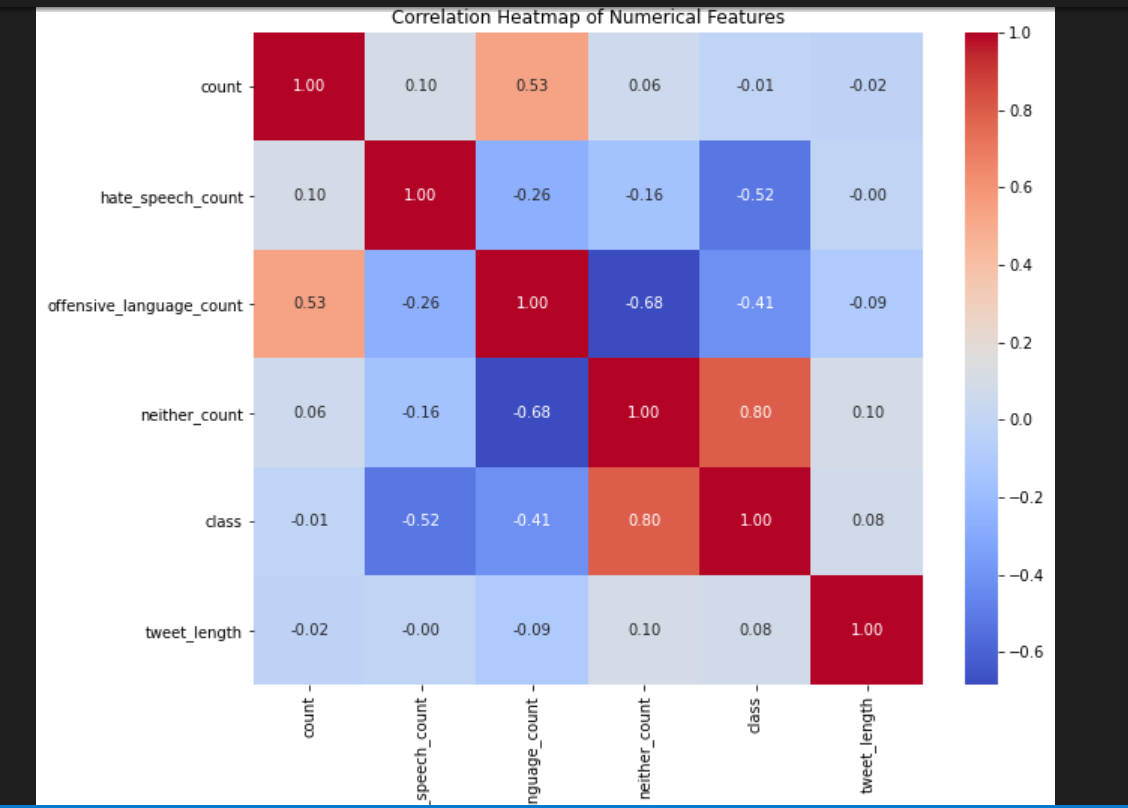 Correlation Heatmap of Numerical Features
count 1.00 0.10 0.53 0.06 -0.01 -0.02
hate_speech_count 0.10 1.00 -0.26 -0.16 -0.52 -0.00
offensive_language_count 0.53 -0.26 1.00 -0.68 -0.41 -0.09
neither_count 0.06 -0.16 -0.68 1.00 0.80 0.10
class -0.01 -0.52 -0.41 0.80 1.00 0.08
tweet_length -0.02 -0.00 -0.09 0.10 0.08 1.00
count
_speech_count
nguage_count
neither_count
class
tweet_length
1.0
0.8
0.6
0.4
0.2
0.0
−0.2
−0.4
−0.6